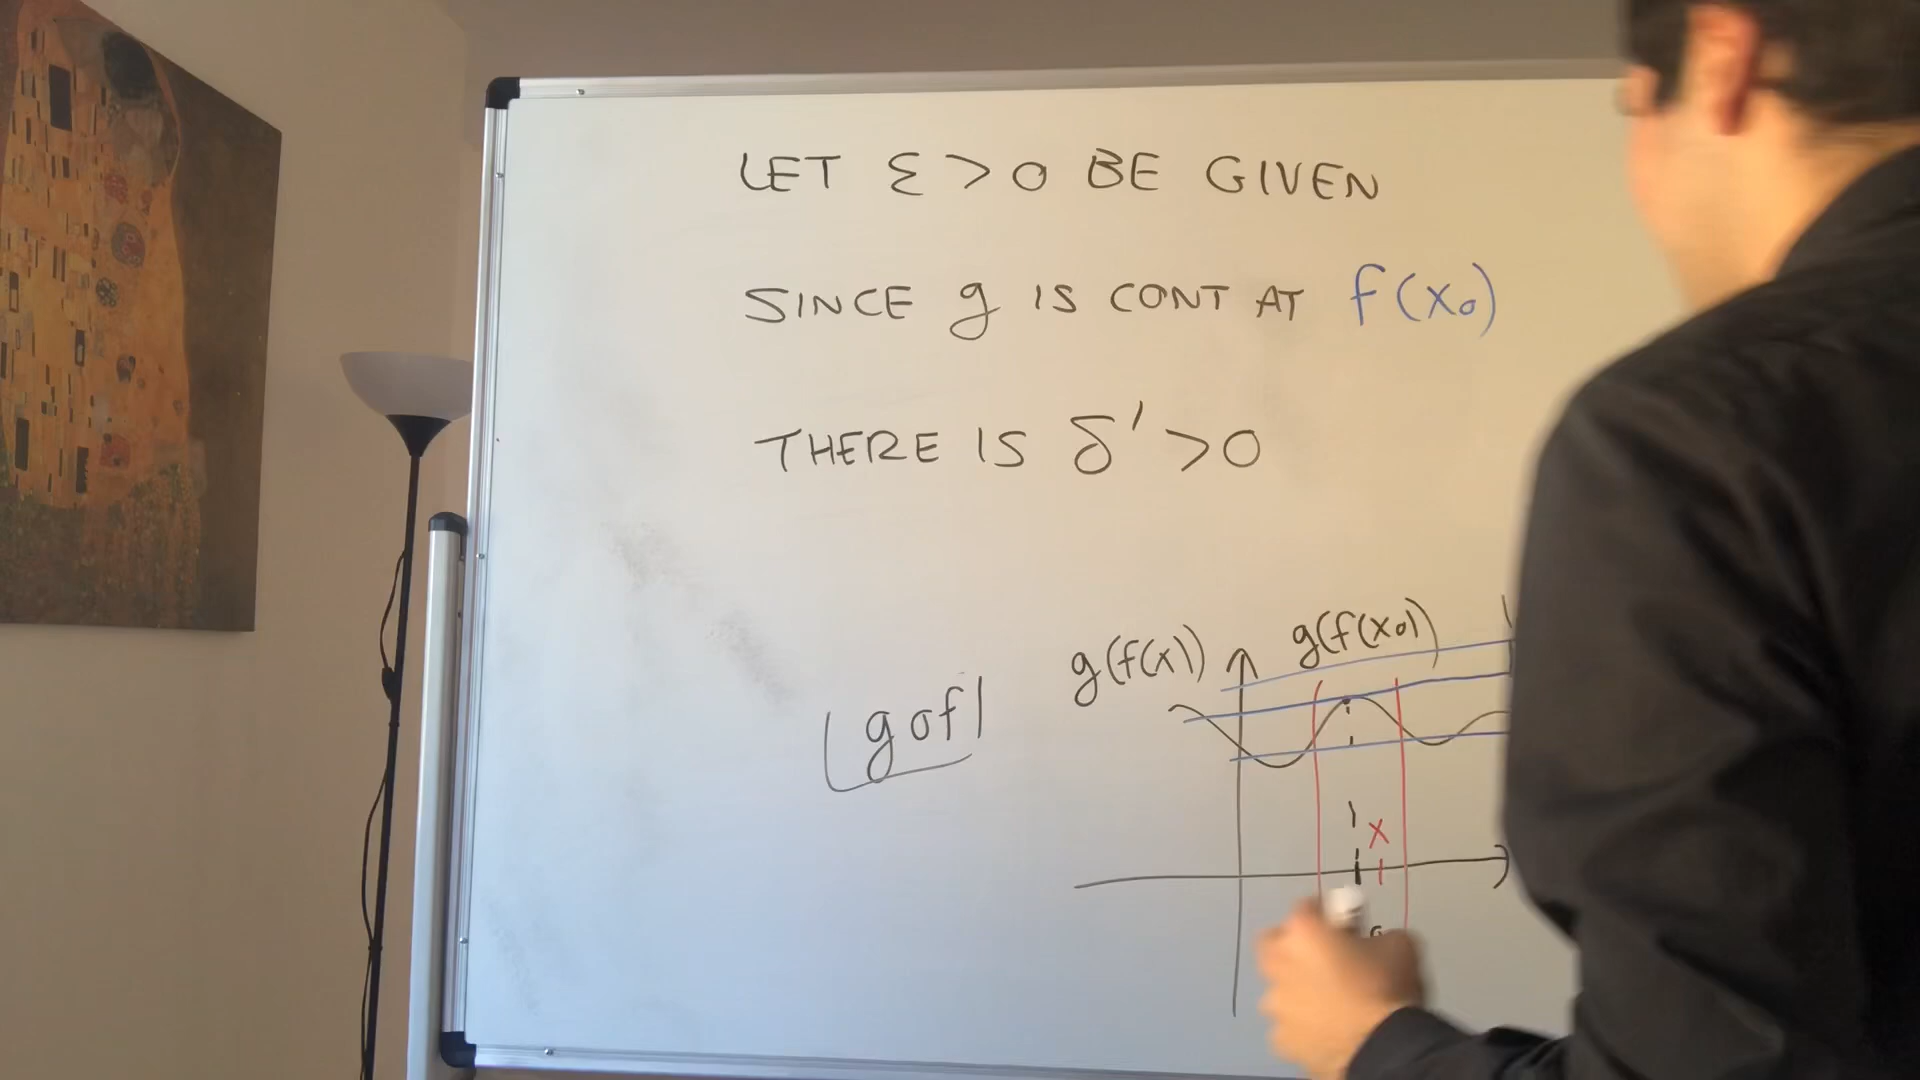 LET Ɛ > 0 BE GIVEN
SINCE g IS CONT AT f(x₀)
THERE IS δ' > 0
g(f(x))
g(f(x₀))
g∘f
x